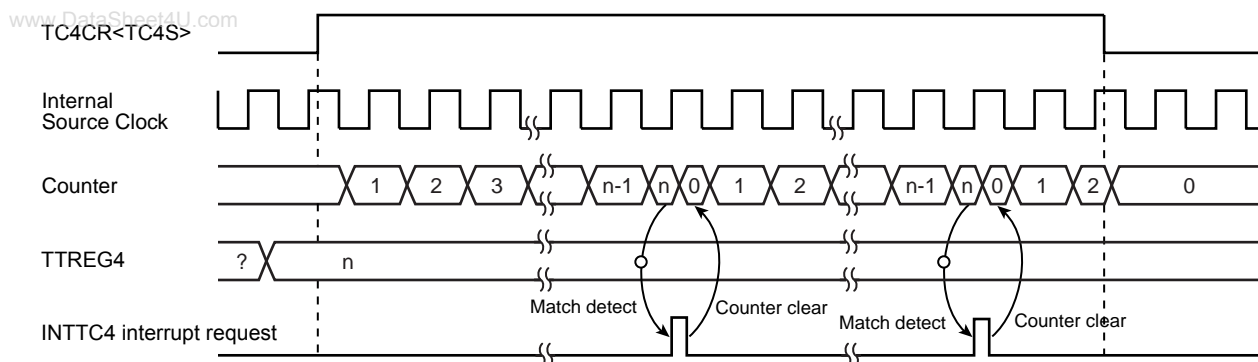 www.DataSheet4U.com
TC4CR<TC4S>
Internal
Source Clock
Counter
1 2 3 n-1 n 0 1 2 n-1 n 0 1 2 0
TTREG4
? n
Match detect Counter clear Match detect Counter clear
INTTC4 interrupt request